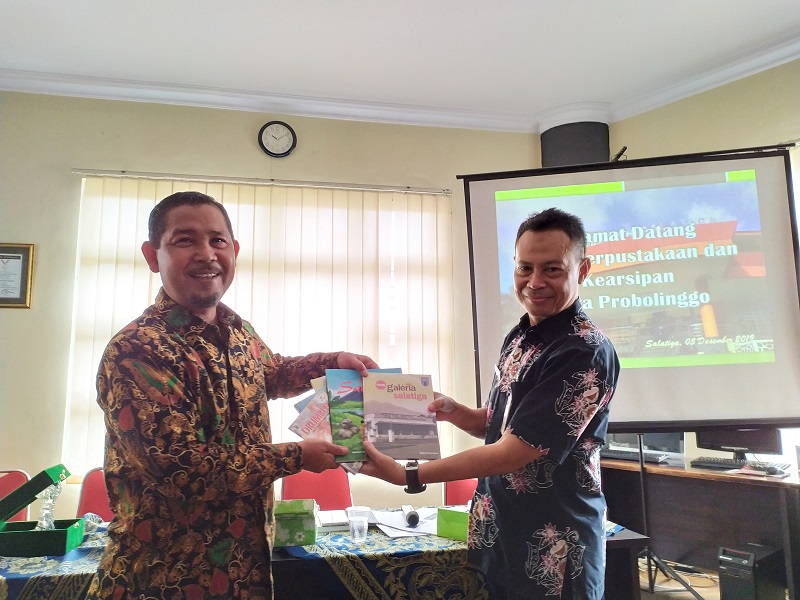 amat Datang
erpustakaan dan
Kearsipan
a Probolinggo
Salatiga, 05 Desember 2019
galeria
salatiga